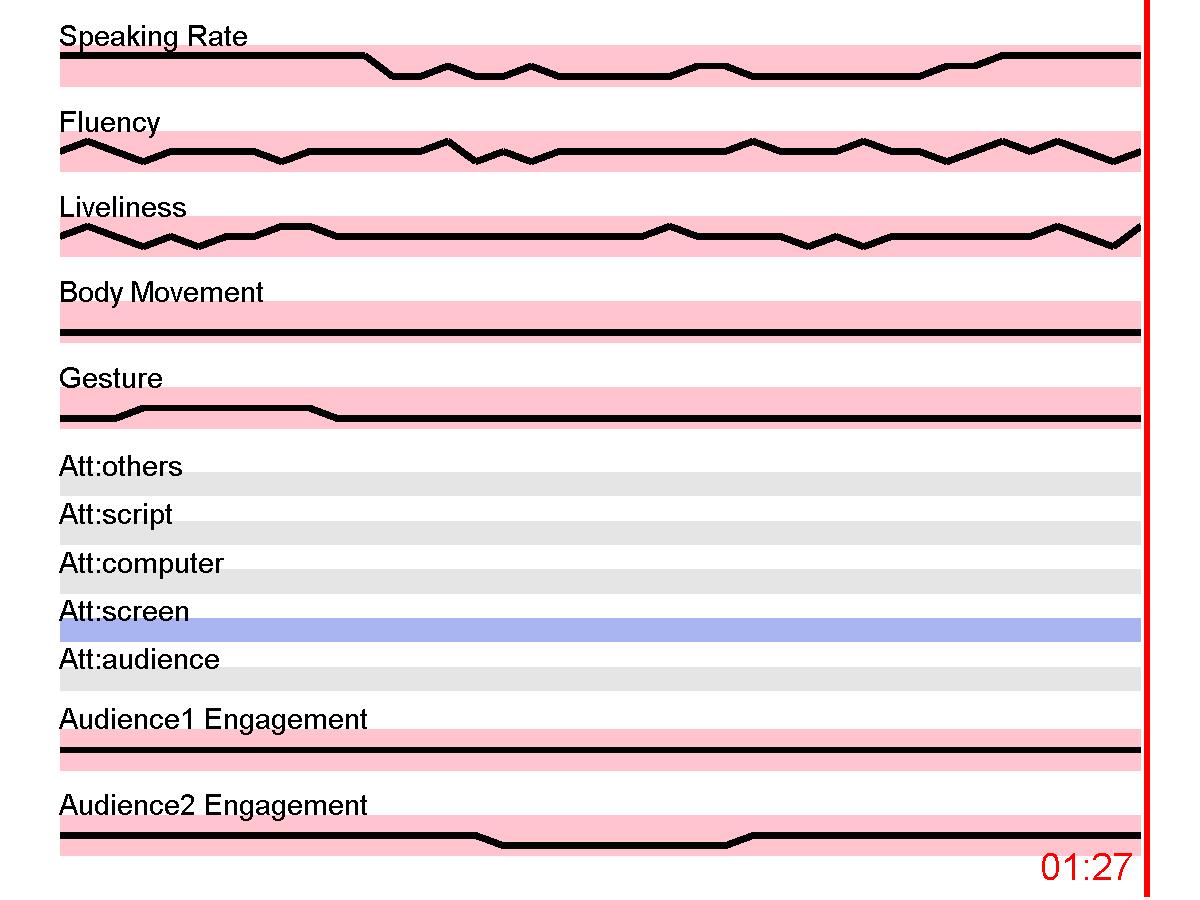 Speaking Rate
Fluency
Liveliness
Body Movement
Gesture
Att:others
Att:script
Att:computer
Att:screen
Att:audience
Audience1 Engagement
Audience2 Engagement
01:27